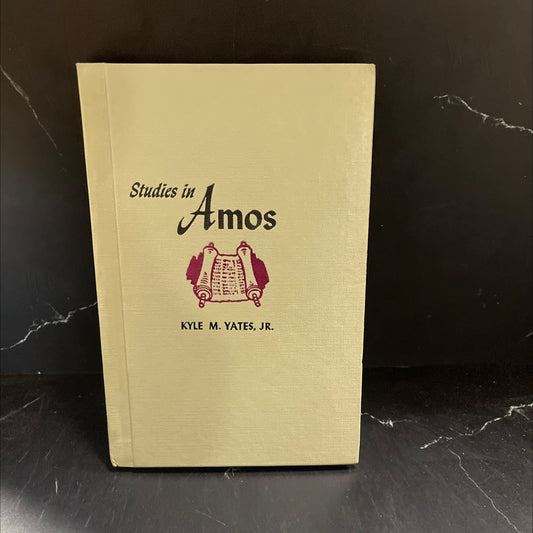 Studies in
Amos
KYLE M. YATES, JR.